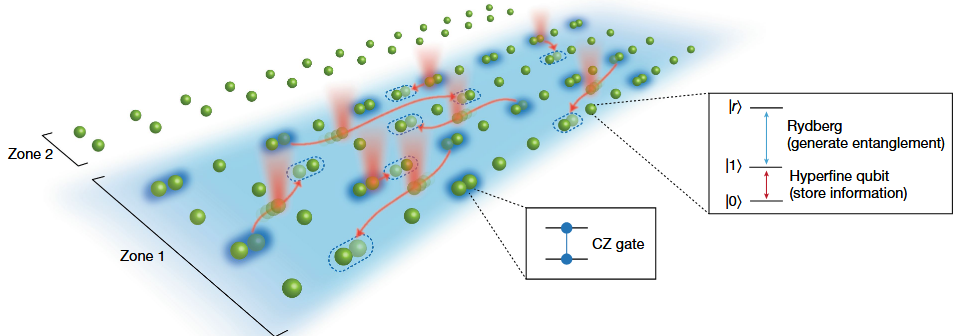 Zone 2
Zone 1
|r⟩
Rydberg
(generate entanglement)
|1⟩
Hyperfine qubit
(store information)
|0⟩
CZ gate